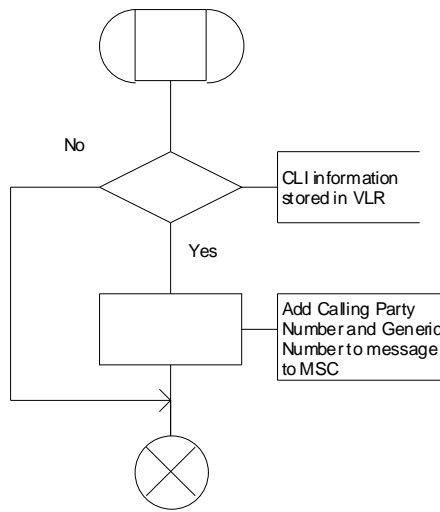 No
CLI information
stored in VLR
Yes
Add Calling Party
Number and Generic
Number to message
to MSC